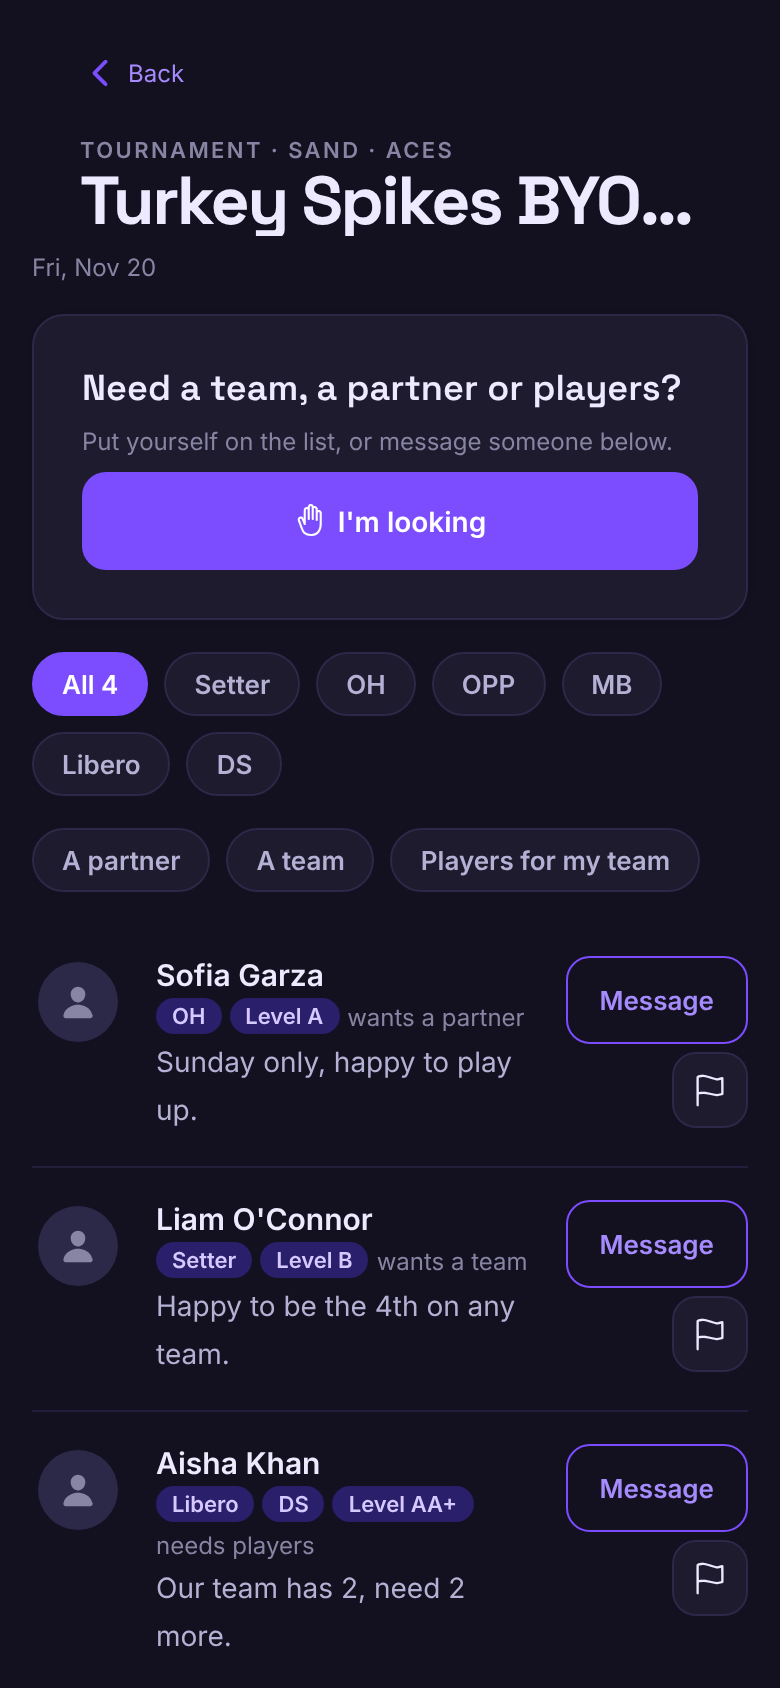 Back
TOURNAMENT · SAND · ACES
Turkey Spikes BYO...
Fri, Nov 20
Need a team, a partner or players?
Put yourself on the list, or message someone below.
I'm looking
All 4 Setter OH OPP MB
Libero DS
A partner A team Players for my team
Sofia Garza
OH Level A wants a partner
Message
Sunday only, happy to play
up.
Liam O'Connor
Setter Level B wants a team
Message
Happy to be the 4th on any
team.
Aisha Khan
Libero DS Level AA+
Message
needs players
Our team has 2, need 2
more.